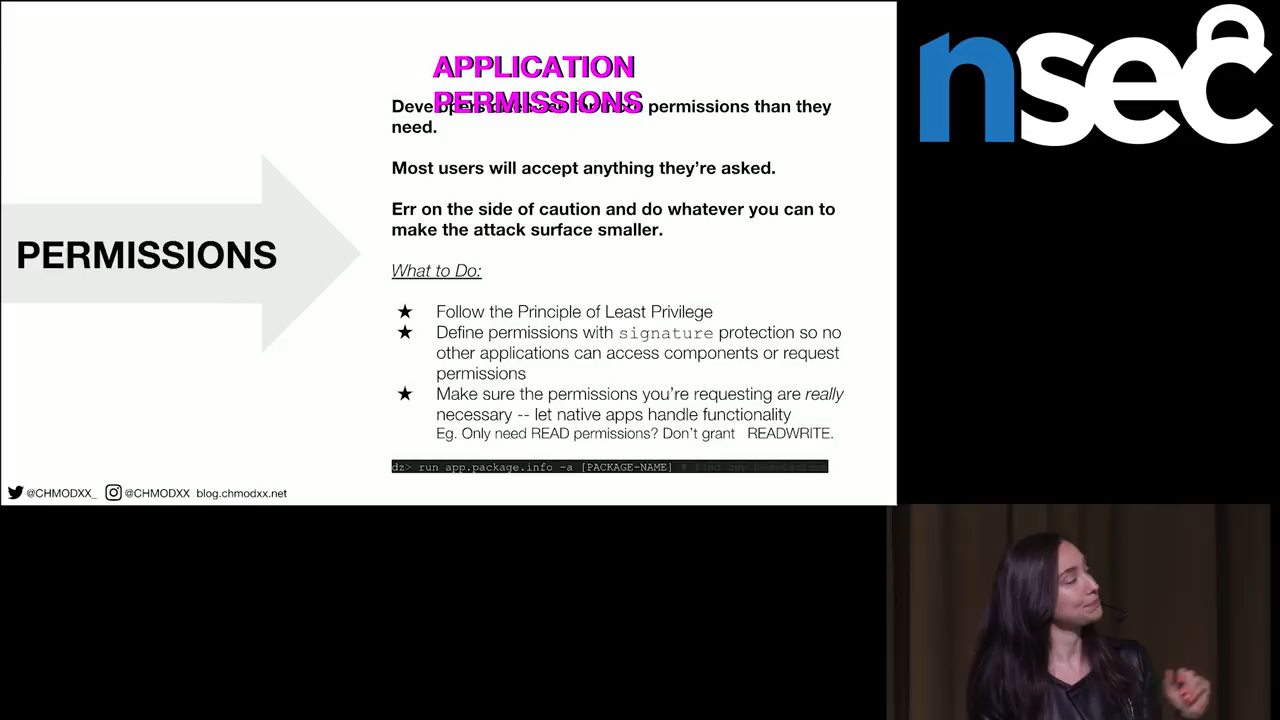 nsec
APPLICATION
PERMISSIONS
permissions than they
need.
Most users will accept anything they're asked.
Err on the side of caution and do whatever you can to
make the attack surface smaller.
PERMISSIONS
What to Do:
★ Follow the Principle of Least Privilege
★ Define permissions with signature protection so no
other applications can access components or request
permissions
★ Make sure the permissions you're requesting are really
necessary -- let native apps handle functionality
Eg. Only need READ permissions? Don't grant READWRITE.
dz> run app.package.info -a [PACKAGE-NAME]
@CHMODXX_ @CHMODXX blog.chmodxx.net